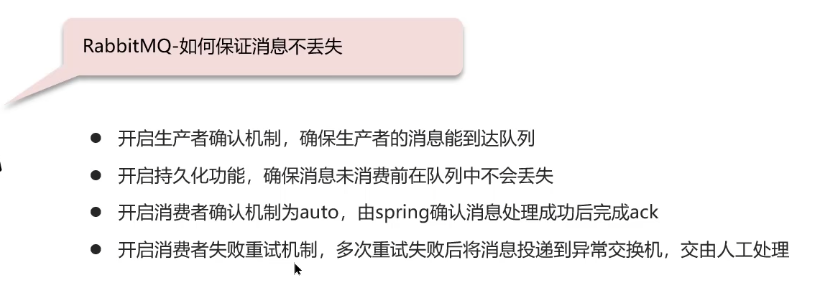 RabbitMQ-如何保证消息不丢失
● 开启生产者确认机制，确保生产者的消息能到达队列
● 开启持久化功能，确保消息未消费前在队列中不会丢失
● 开启消费者确认机制为auto，由spring确认消息处理成功后完成ack
● 开启消费者失败重试机制，多次重试失败后将消息投递到异常交换机，交由人工处理